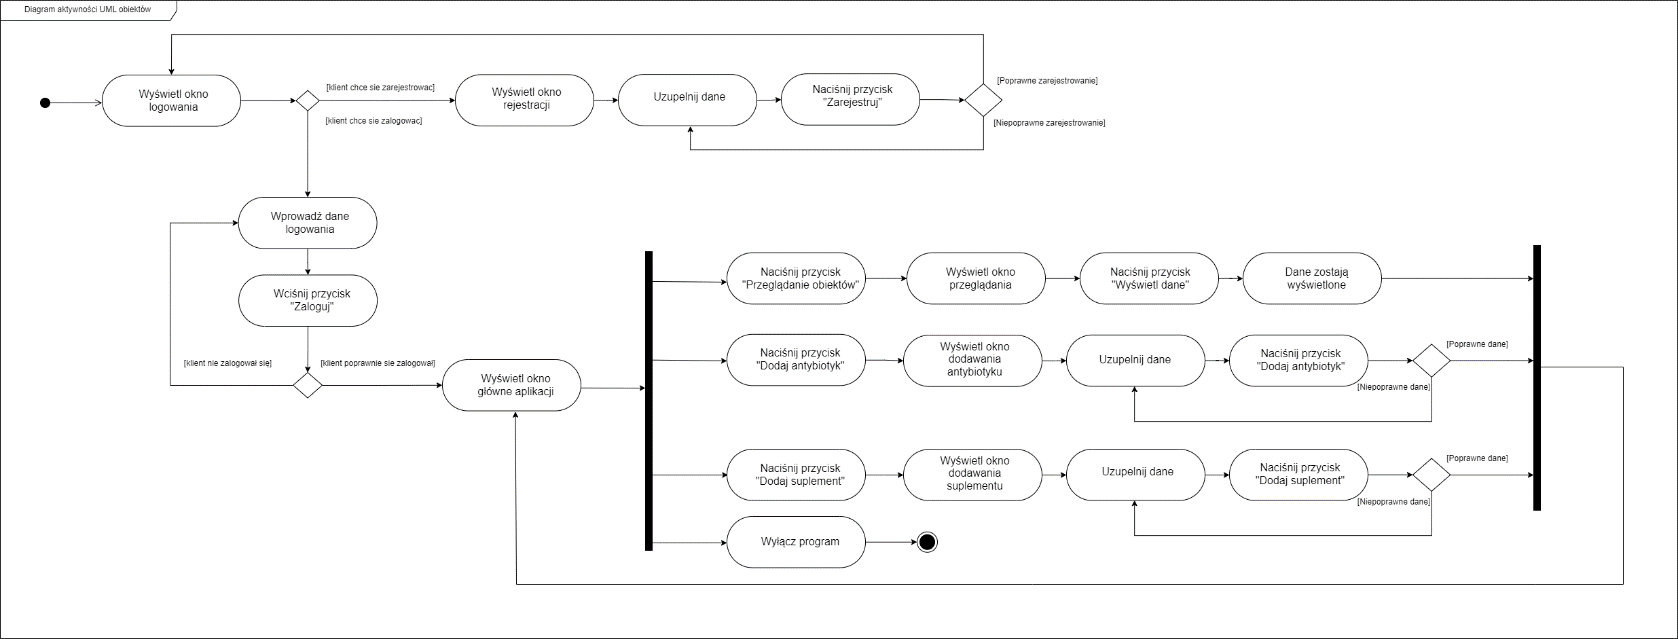 Diagram aktywności UML obiektów
Wyświetl okno
logowania
[klient chce sie zarejestrowac]
[klient chce sie zalogowac]
Wyświetl okno
rejestracji
Uzupelnij dane
Naciśnij przycisk
"Zarejestruj"
[Poprawne zarejestrowanie]
[Niepoprawne zarejestrowanie]
Wprowadź dane
logowania
Wciśnij przycisk
"Zaloguj"
[klient nie zalogował się]
[klient poprawnie sie zalogował]
Wyświetl okno
główne aplikacji
Naciśnij przycisk
"Przeglądanie obiektów"
Wyświetl okno
przeglądania
Naciśnij przycisk
"Wyświetl dane"
Dane zostają
wyświetlone
Naciśnij przycisk
"Dodaj antybiotyk"
Wyświetl okno
dodawania
antybiotyku
Uzupelnij dane
Naciśnij przycisk
"Dodaj antybiotyk"
[Poprawne dane]
[Niepoprawne dane]
Naciśnij przycisk
"Dodaj suplement"
Wyświetl okno
dodawania
suplementu
Uzupelnij dane
Naciśnij przycisk
"Dodaj suplement"
[Poprawne dane]
[Niepoprawne dane]
Wyłącz program